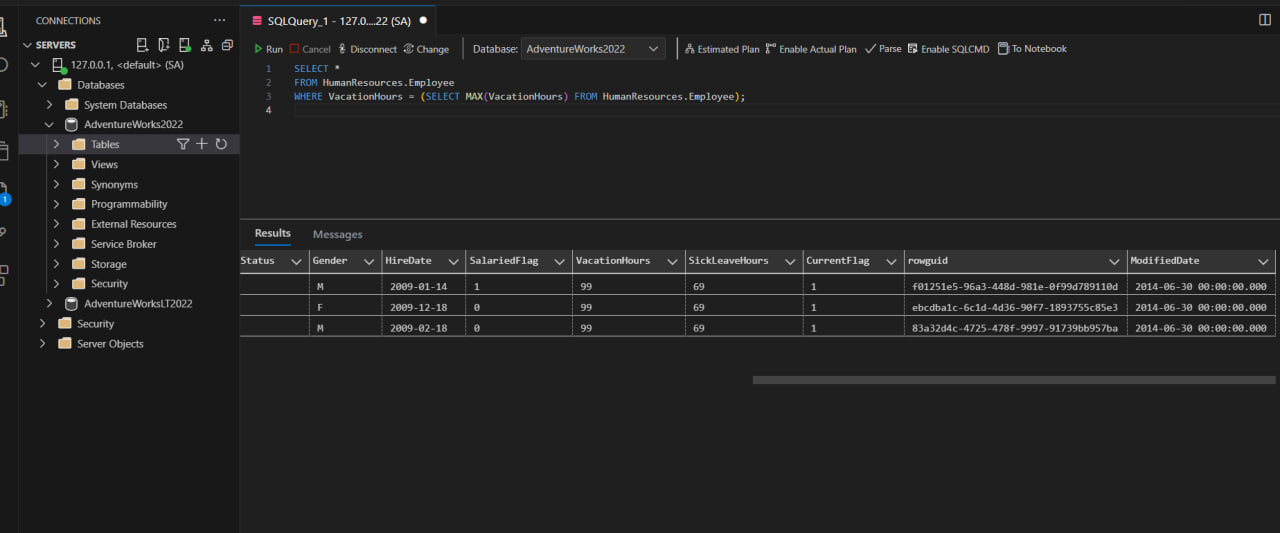 CONNECTIONS ···
SERVERS
127.0.0.1, <default> (SA)
Databases
System Databases
AdventureWorks2022
Tables
Views
Synonyms
Programmability
External Resources
Service Broker
Storage
Security
AdventureWorksLT2022
Security
Server Objects
1
SQLQuery_1 - 127.0....22 (SA)
Run Cancel Disconnect Change Database: AdventureWorks2022 Estimated Plan Enable Actual Plan Parse Enable SQLCMD To Notebook
1 SELECT *
2 FROM HumanResources.Employee
3 WHERE VacationHours = (SELECT MAX(VacationHours) FROM HumanResources.Employee);
4
Results Messages
Status Gender HireDate SalariedFlag VacationHours SickLeaveHours CurrentFlag rowguid ModifiedDate
M 2009-01-14 1 99 69 1 f01251e5-96a3-448d-981e-0f99d789110d 2014-06-30 00:00:00.000
F 2009-12-18 0 99 69 1 ebcdba1c-6c1d-4d36-90f7-1893755c85e3 2014-06-30 00:00:00.000
M 2009-02-18 0 99 69 1 83a32d4c-4725-478f-9997-91739bb957ba 2014-06-30 00:00:00.000